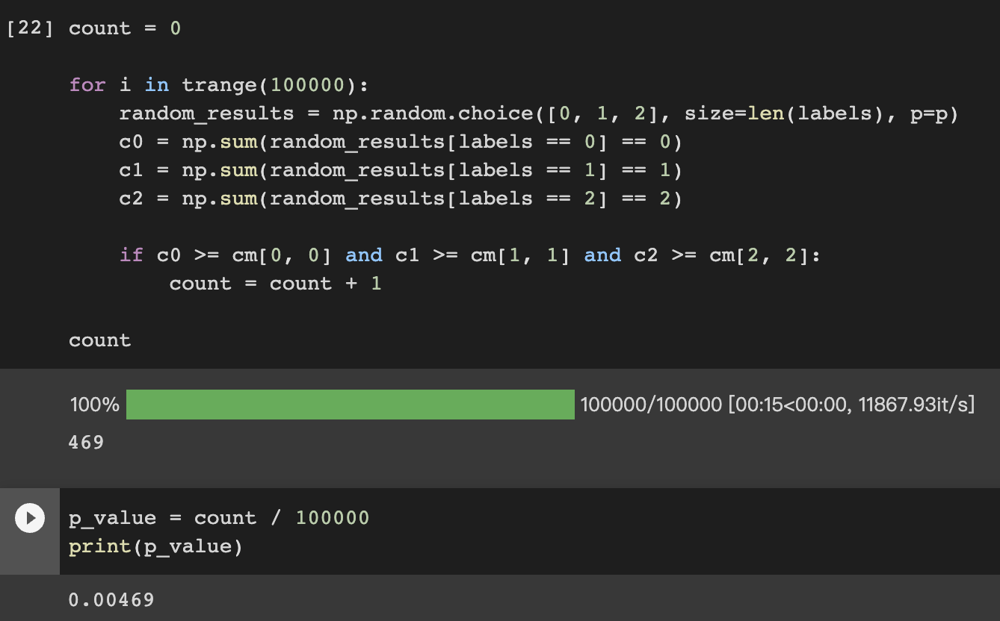 [22] count = 0
for i in trange(100000):
random_results = np.random.choice([0, 1, 2], size=len(labels), p=p)
c0 = np.sum(random_results[labels == 0] == 0)
c1 = np.sum(random_results[labels == 1] == 1)
c2 = np.sum(random_results[labels == 2] == 2)
if c0 >= cm[0, 0] and c1 >= cm[1, 1] and c2 >= cm[2, 2]:
count = count + 1
count
100% 100000/100000 [00:15<00:00, 11867.93it/s]
469
p_value = count / 100000
print(p_value)
0.00469